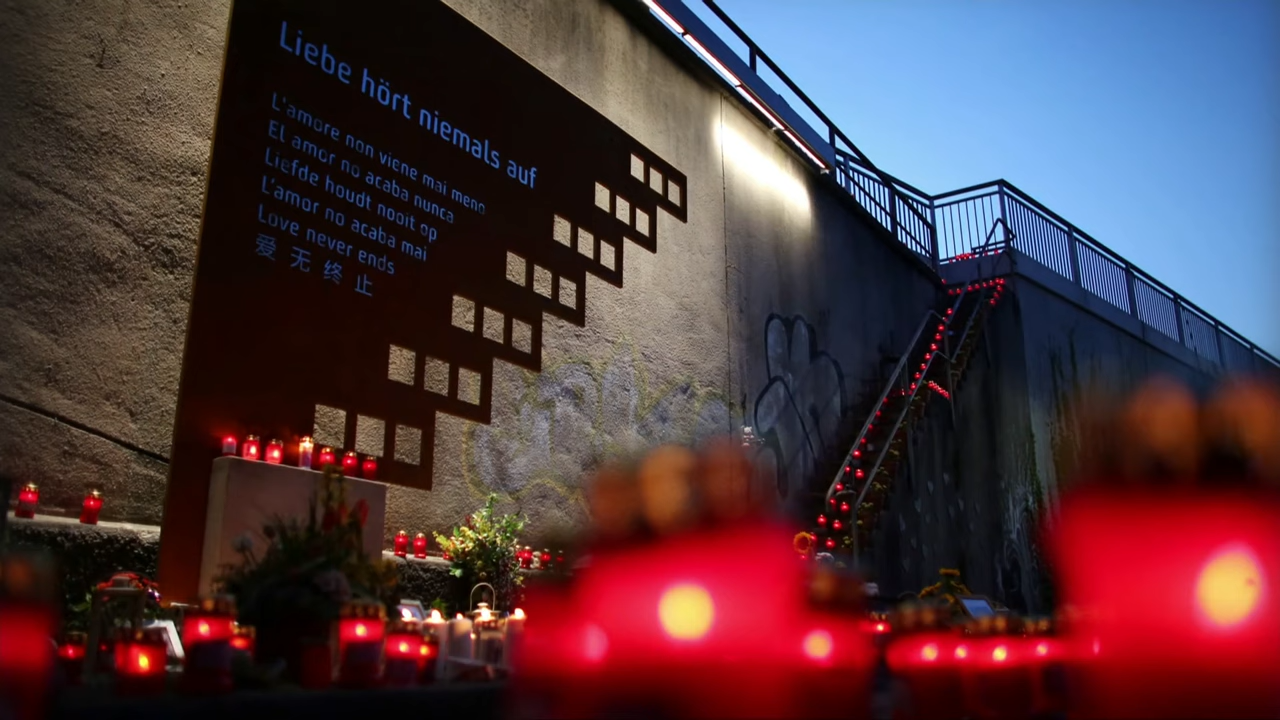 Liebe hört niemals auf
L'amore non viene mai meno
El amor no acaba nunca
Liefde houdt nooit op
L'amor no acaba mai
Love never ends
爱无终止